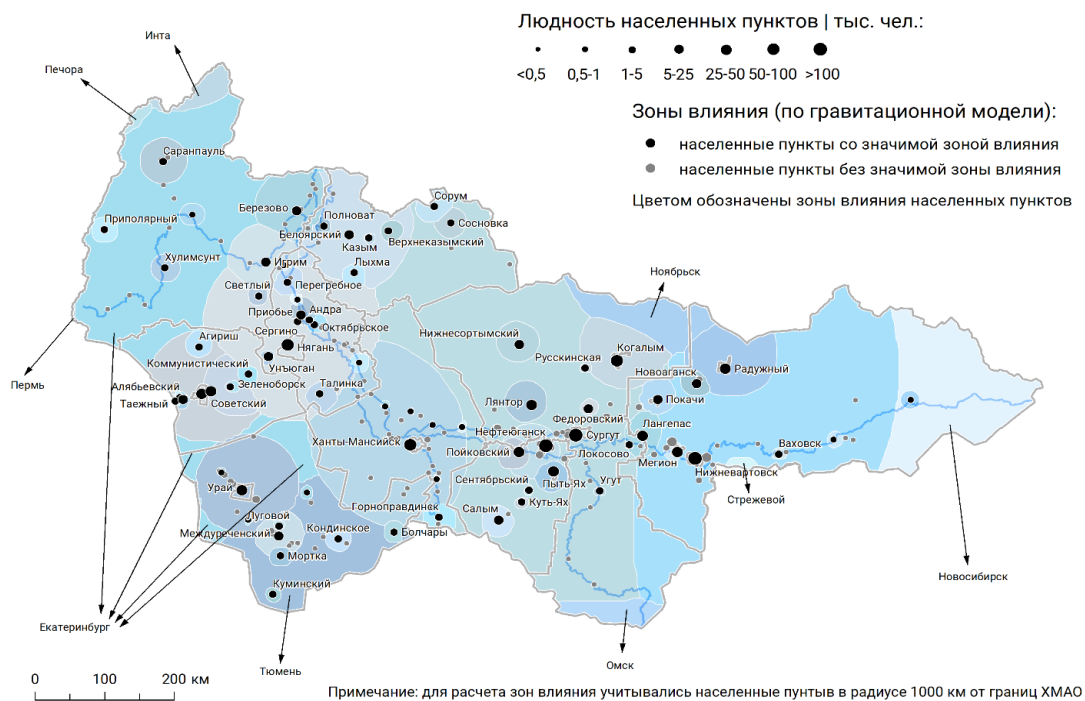 Людность населенных пунктов | тыс. чел.:
<0,5 0,5-1 1-5 5-25 25-50 50-100 >100
Зоны влияния (по гравитационной модели):
населенные пункты со значимой зоной влияния
населенные пункты без значимой зоны влияния
Цветом обозначены зоны влияния населенных пунктов
Инта
Печора
Саранпауль
Приполярный
Хулимсунт
Березово
Полноват
Белоярский
Казым
Сорум
Сосновка
Верхнеказымский
Лыхма
Игрим
Перегребное
Светлый
Приобье
Андра
Октябрьское
Сергино
Нягань
Агириш
Унъюган
Коммунистический
Зеленоборск
Талинка
Алябьевский
Таежный
Советский
Пермь
Ноябрьск
Нижнесортымский
Русскинская
Когалым
Новоаганск
Радужный
Покачи
Лянтор
Федоровский
Лангепас
Ханты-Мансийск
Нефтеюганск
Сургут
Пойковский
Локосово
Мегион
Нижневартовск
Ваховск
Стрежевой
Сентябрьский
Пыть-Ях
Угут
Куть-Ях
Салым
Горноправдинск
Болчары
Урай
Луговой
Междуреченский
Кондинское
Мортка
Куминский
Екатеринбург
Тюмень
Омск
Новосибирск
0 100 200 км
Примечание: для расчета зон влияния учитывались населенные пунтыв в радиусе 1000 км от границ ХМАО